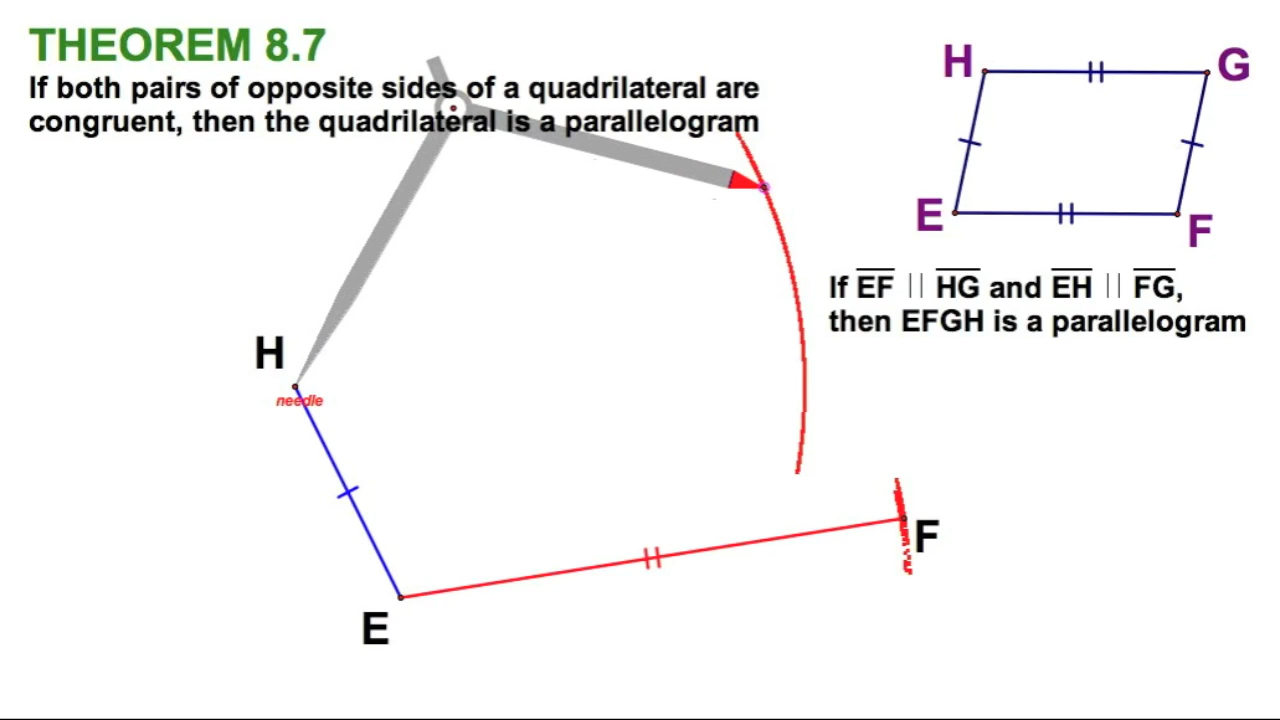 THEOREM 8.7
If both pairs of opposite sides of a quadrilateral are
congruent, then the quadrilateral is a parallelogram
H G
E F
If EF || HG and EH || FG,
then EFGH is a parallelogram
H
needle
F
E